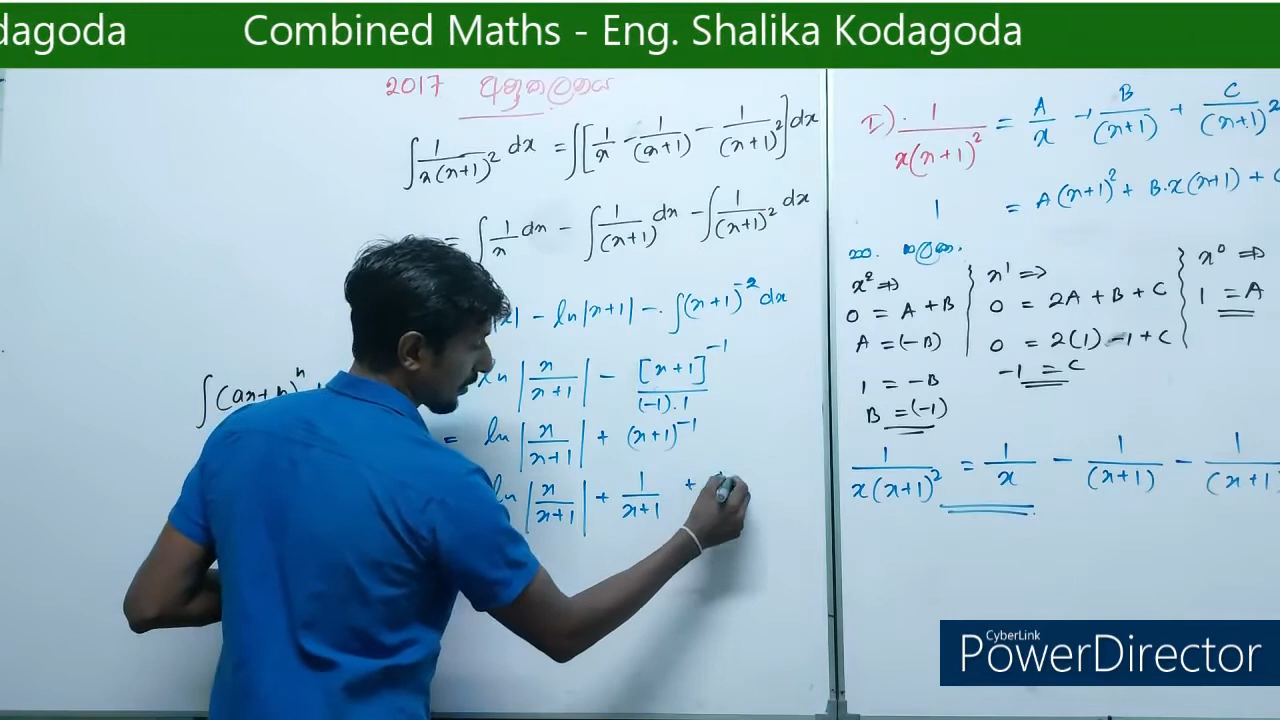 dagoda Combined Maths - Eng. Shalika Kodagoda
2017 අනුකලනය
∫ 1/(x(x+1)²) dx = ∫[1/x - 1/(x+1) - 1/(x+1)²] dx
= ∫ 1/x dx - ∫ 1/(x+1) dx - ∫ 1/(x+1)² dx
|x| - ln|x+1| - ∫(x+1)⁻² dx
ln |x/(x+1)| - [x+1]⁻¹/((-1).1)
= ln |x/(x+1)| + (x+1)⁻¹
ln |x/(x+1)| + 1/(x+1) +
∫(ax+b)ⁿ
I). 1/(x(x+1)²) = A/x + B/(x+1) + C/(x+1)²
1 = A(x+1)² + B.x(x+1) + C
x² ⇒
0 = A + B
A = (-B)
1 = -B
B = (-1)
x¹ ⇒
0 = 2A + B + C
0 = 2(1) -1 + C
-1 = C
x⁰ ⇒
1 = A
1/(x(x+1)²) = 1/x - 1/(x+1) - 1/(x+1)
CyberLink
PowerDirector